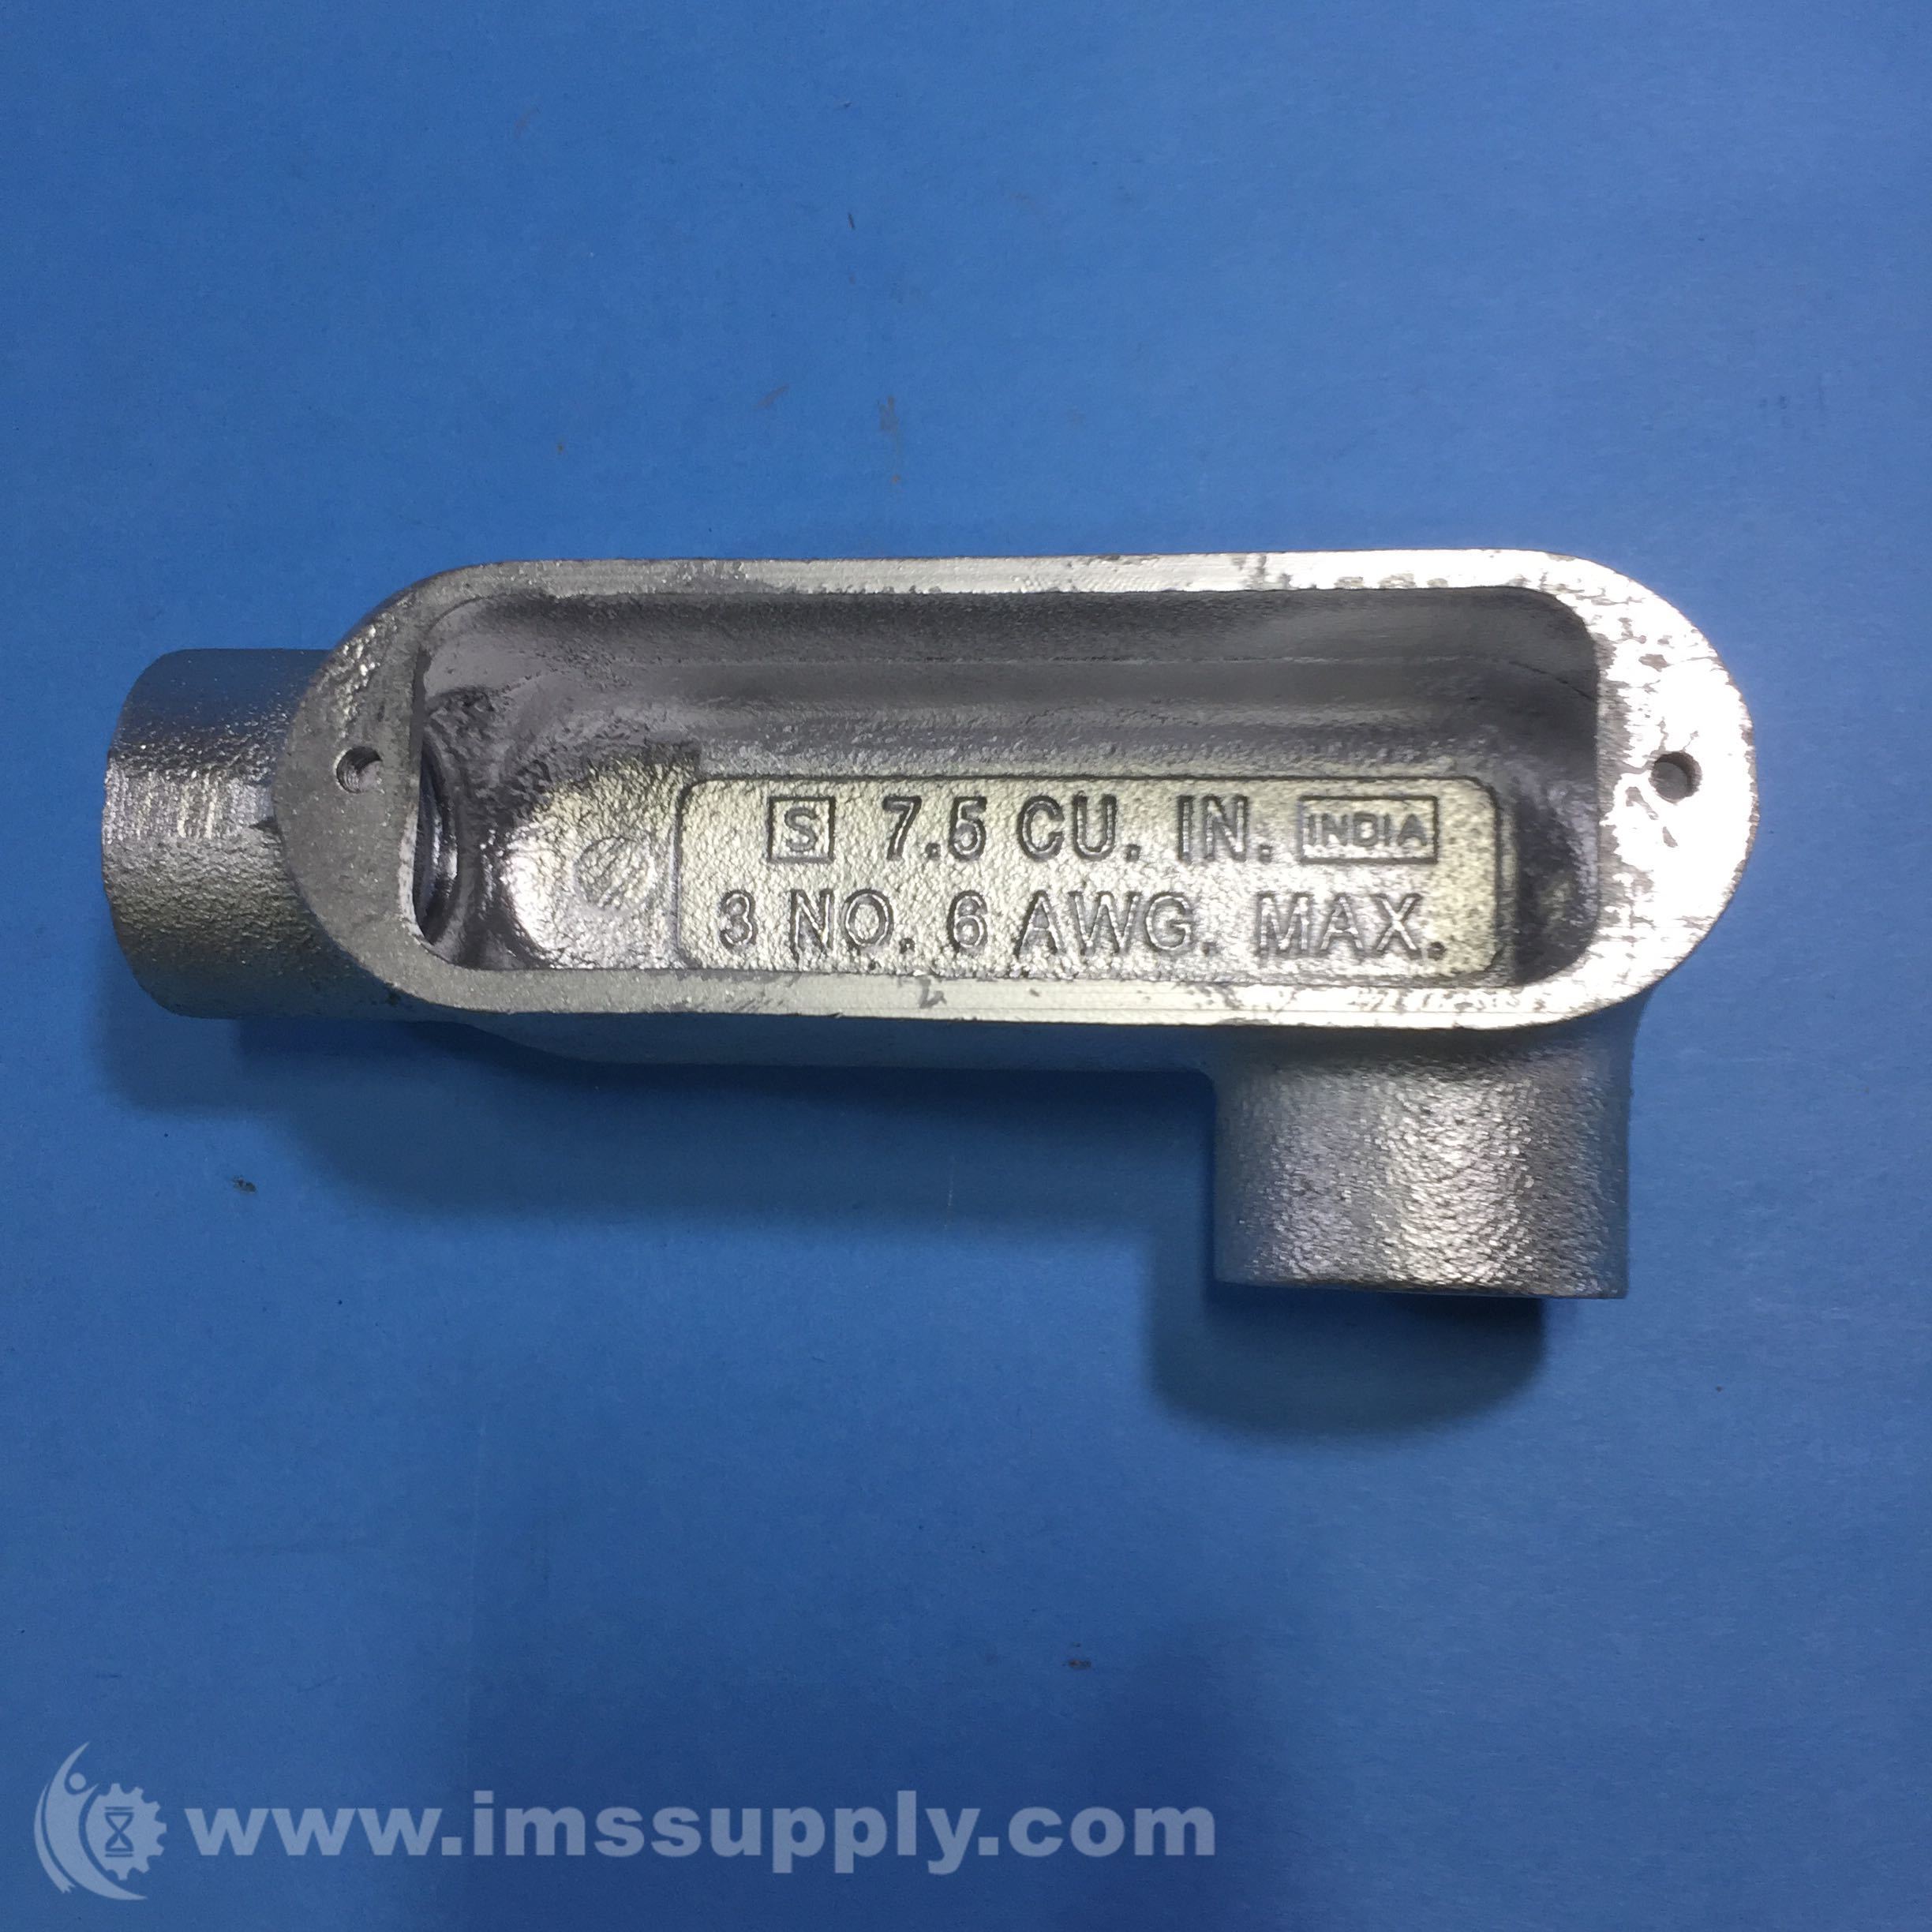 S 7.5 CU. IN. INDIA
3 NO. 6 AWG. MAX.
www.imssupply.com